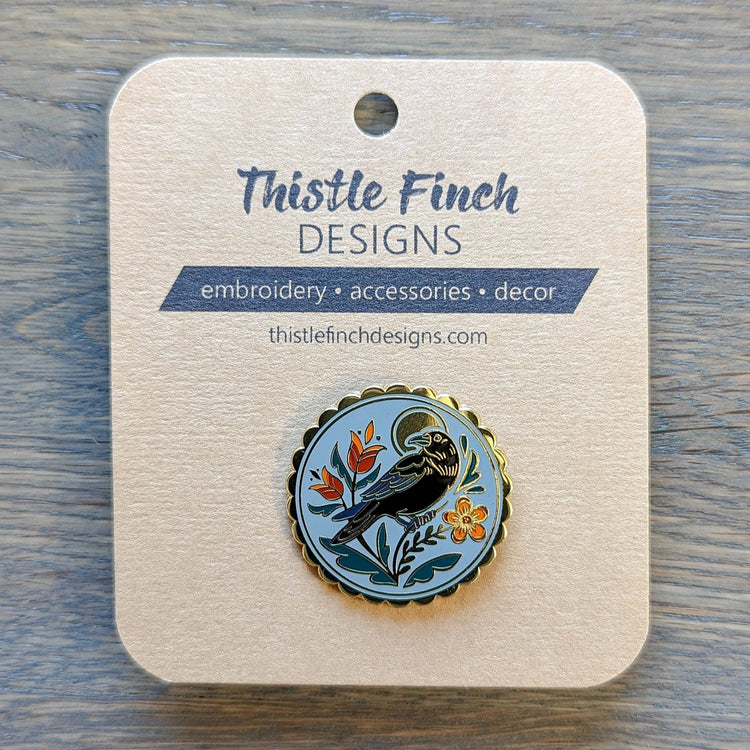 Thistle Finch
DESIGNS
embroidery • accessories • decor
thistlefinchdesigns.com